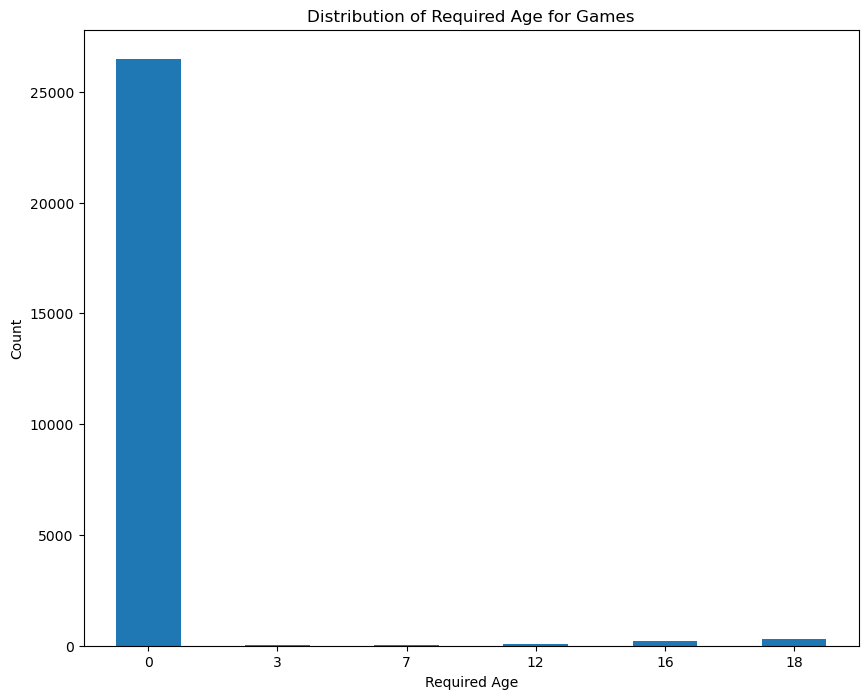 Distribution of Required Age for Games
Count
25000
20000
15000
10000
5000
0
0 3 7 12 16 18
Required Age